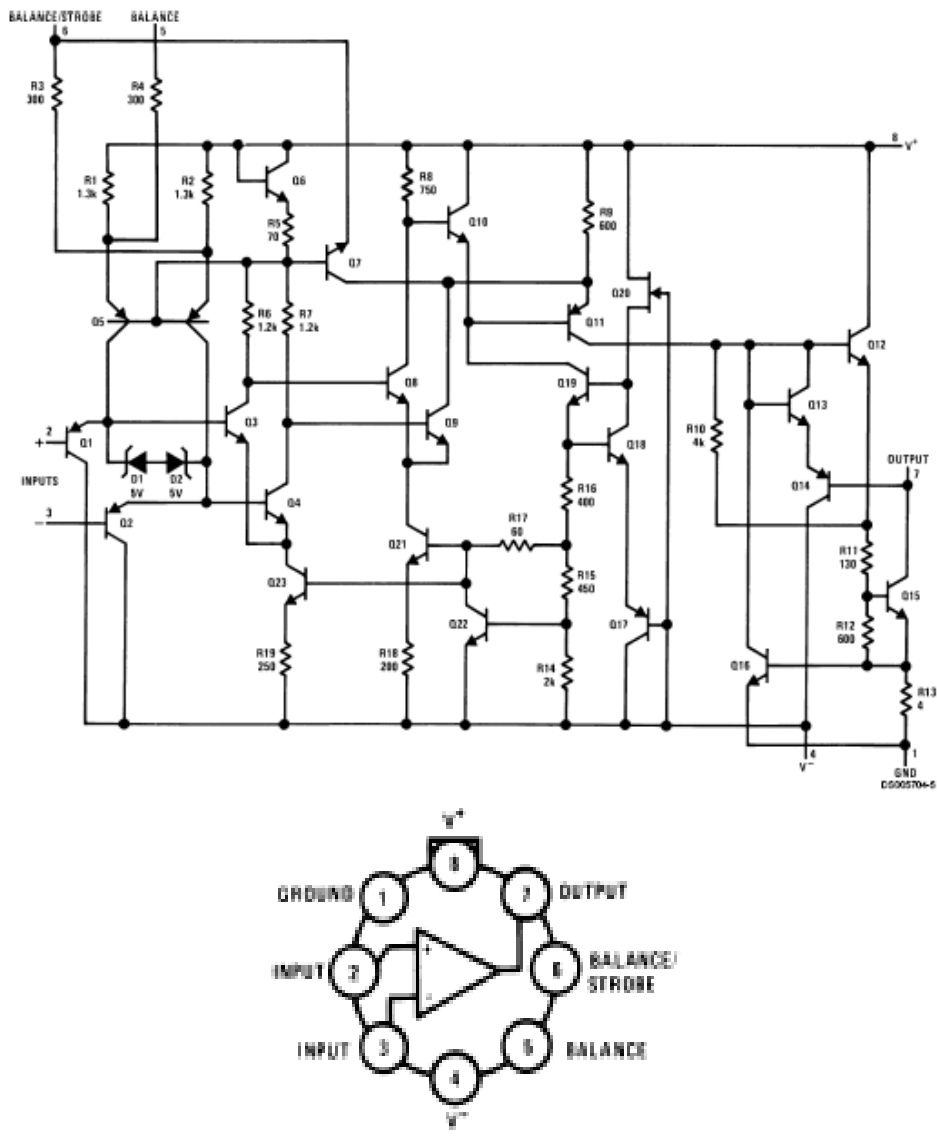 BALANCE/STROBE
6
BALANCE
5
R3
300
R4
300
8
V+
R1
1.3k
R2
1.3k
Q6
R5
70
R8
750
Q10
R9
600
Q7
Q20
Q5
R6
1.2k
R7
1.2k
Q11
Q12
Q8
Q19
Q13
Q3
Q9
R10
4k
Q18
OUTPUT
7
2
+
Q1
INPUTS
D1
5V
D2
5V
Q4
R16
400
Q14
3
−
Q2
R17
60
R11
130
Q21
R15
450
Q15
Q23
Q22
Q17
R12
600
Q16
R19
250
R18
200
R14
2k
R13
4
4
V−
1
GND
DS005704-5
V+
8
GROUND
1
7
OUTPUT
INPUT
2
+
6
BALANCE/
STROBE
-
INPUT
3
5
BALANCE
4
V−